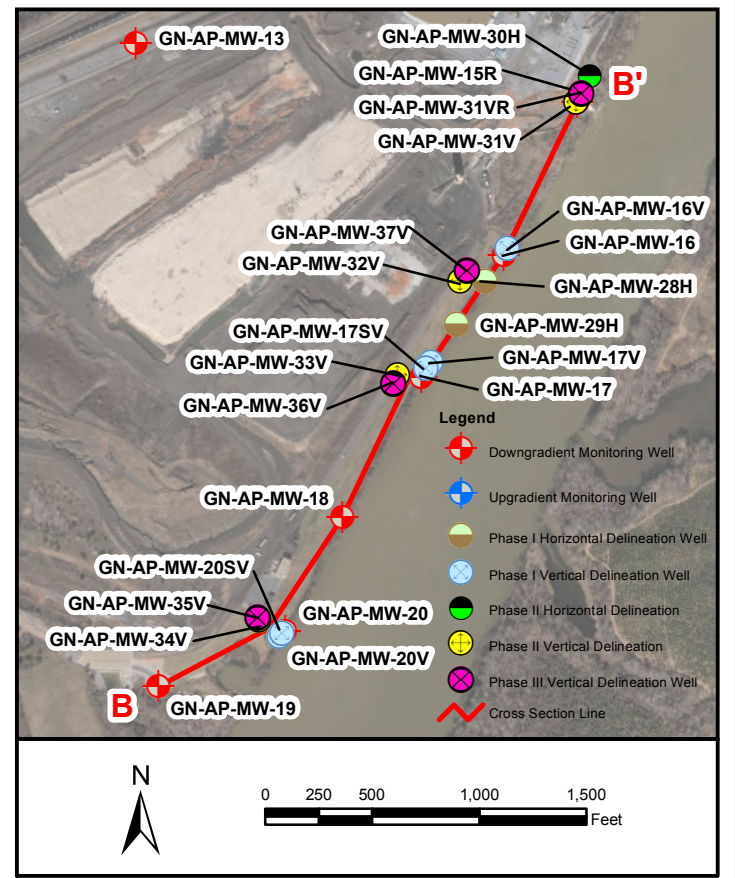 GN-AP-MW-13
GN-AP-MW-30H
GN-AP-MW-15R
B'
GN-AP-MW-31VR
GN-AP-MW-31V
GN-AP-MW-16V
GN-AP-MW-37V
GN-AP-MW-16
GN-AP-MW-32V
GN-AP-MW-28H
GN-AP-MW-29H
GN-AP-MW-17SV
GN-AP-MW-33V
GN-AP-MW-17V
GN-AP-MW-17
GN-AP-MW-36V
GN-AP-MW-18
GN-AP-MW-20SV
GN-AP-MW-35V
GN-AP-MW-20
GN-AP-MW-34V
GN-AP-MW-20V
B
GN-AP-MW-19
Legend
Downgradient Monitoring Well
Upgradient Monitoring Well
Phase I Horizontal Delineation Well
Phase I Vertical Delineation Well
Phase II Horizontal Delineation
Phase II Vertical Delineation
Phase III Vertical Delineation Well
Cross Section Line
N
0 250 500 1,000 1,500
Feet